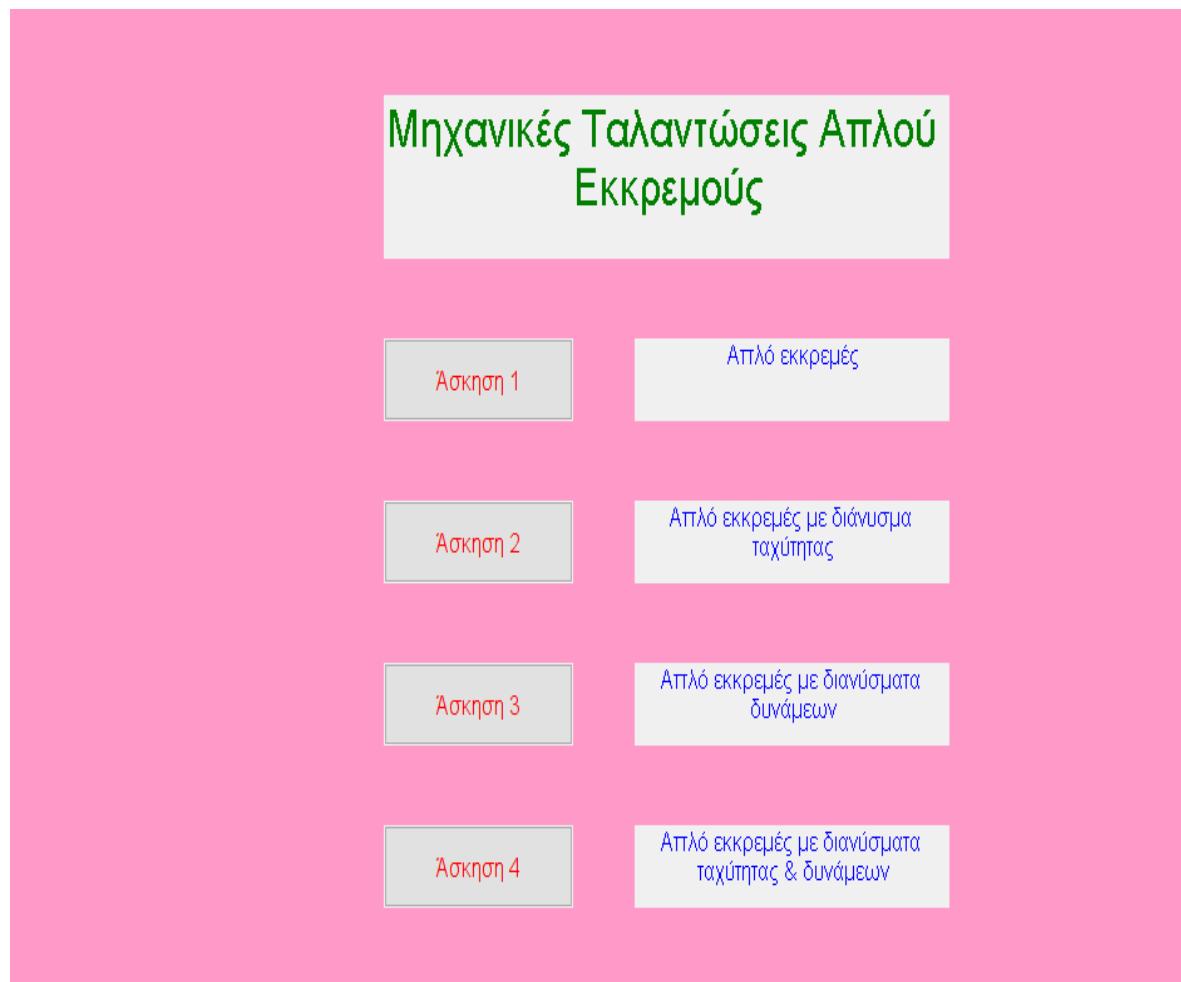 Μηχανικές Ταλαντώσεις Απλού
Εκκρεμούς
Άσκηση 1
Απλό εκκρεμές
Άσκηση 2
Απλό εκκρεμές με διάνυσμα
ταχύτητας
Άσκηση 3
Απλό εκκρεμές με διανύσματα
δυνάμεων
Άσκηση 4
Απλό εκκρεμές με διανύσματα
ταχύτητας & δυνάμεων